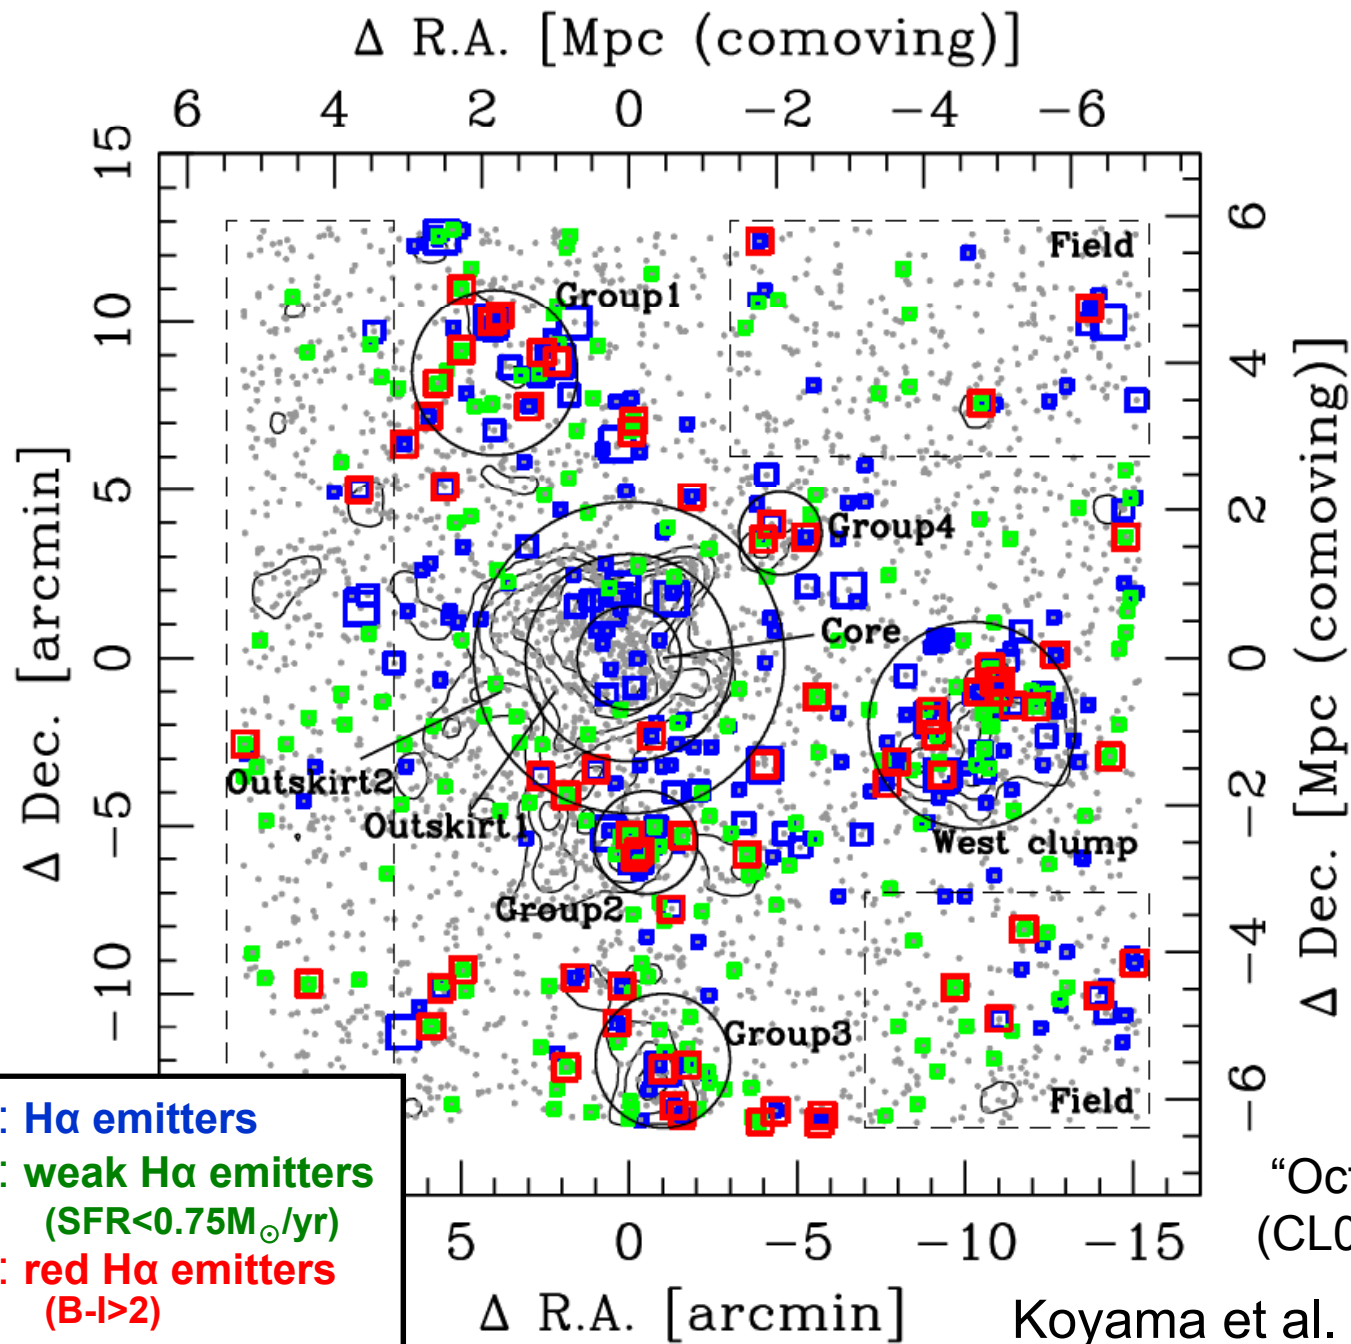 Δ R.A. [Mpc (comoving)]
6 4 2 0 −2 −4 −6
15
10
5
0
−5
−10
Δ Dec. [arcmin]
6
4
2
0
−2
−4
−6
Δ Dec. [Mpc (comoving)]
Field
Group1
Group4
Core
Outskirt2
Outskirt1
West clump
Group2
Group3
Field
: Hα emitters
: weak Hα emitters
(SFR<0.75M☉/yr)
: red Hα emitters
(B-I>2)
5 0 −5 −10 −15
Δ R.A. [arcmin]
“Oct
(CL0
Koyama et al.